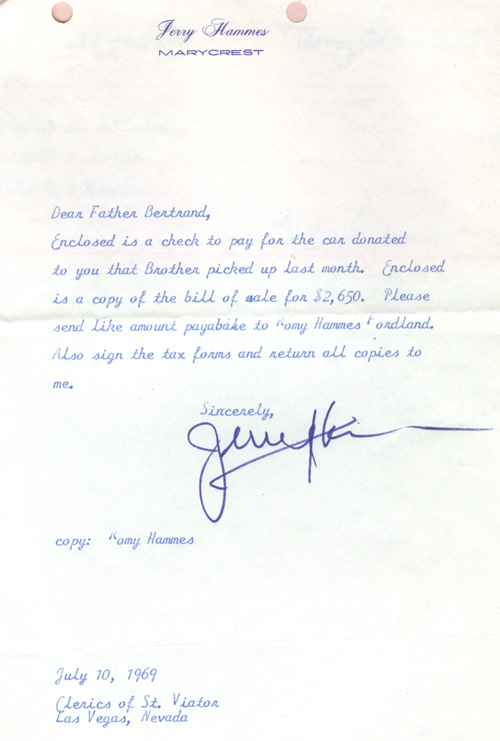 Jerry Hammes
MARYCREST
Dear Father Bertrand,
Enclosed is a check to pay for the car donated
to you that Brother picked up last month. Enclosed
is a copy of the bill of sale for $2,650. Please
send like amount payabake to Romy Hammes Fordland.
Also sign the tax forms and return all copies to
me.
Sincerely,
copy: Romy Hammes
July 10, 1969
Clerics of St. Viator
Las Vegas, Nevada